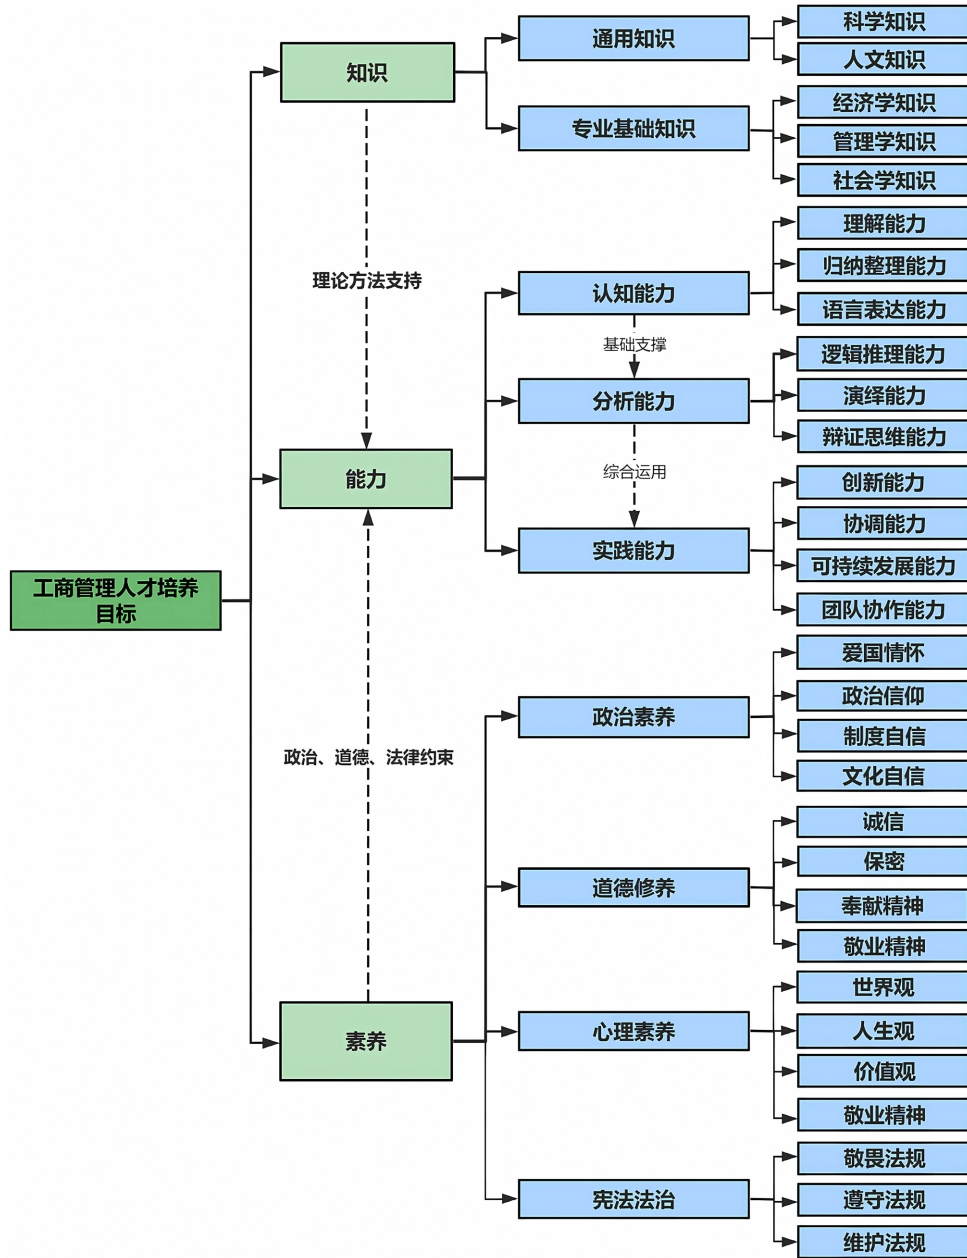 工商管理人才培养
目标
知识
理论方法支持
能力
政治、道德、法律约束
素养
通用知识
科学知识
人文知识
专业基础知识
经济学知识
管理学知识
社会学知识
认知能力
理解能力
归纳整理能力
语言表达能力
基础支撑
分析能力
逻辑推理能力
演绎能力
辩证思维能力
综合运用
实践能力
创新能力
协调能力
可持续发展能力
团队协作能力
政治素养
爱国情怀
政治信仰
制度自信
文化自信
道德修养
诚信
保密
奉献精神
敬业精神
心理素养
世界观
人生观
价值观
敬业精神
宪法法治
敬畏法规
遵守法规
维护法规